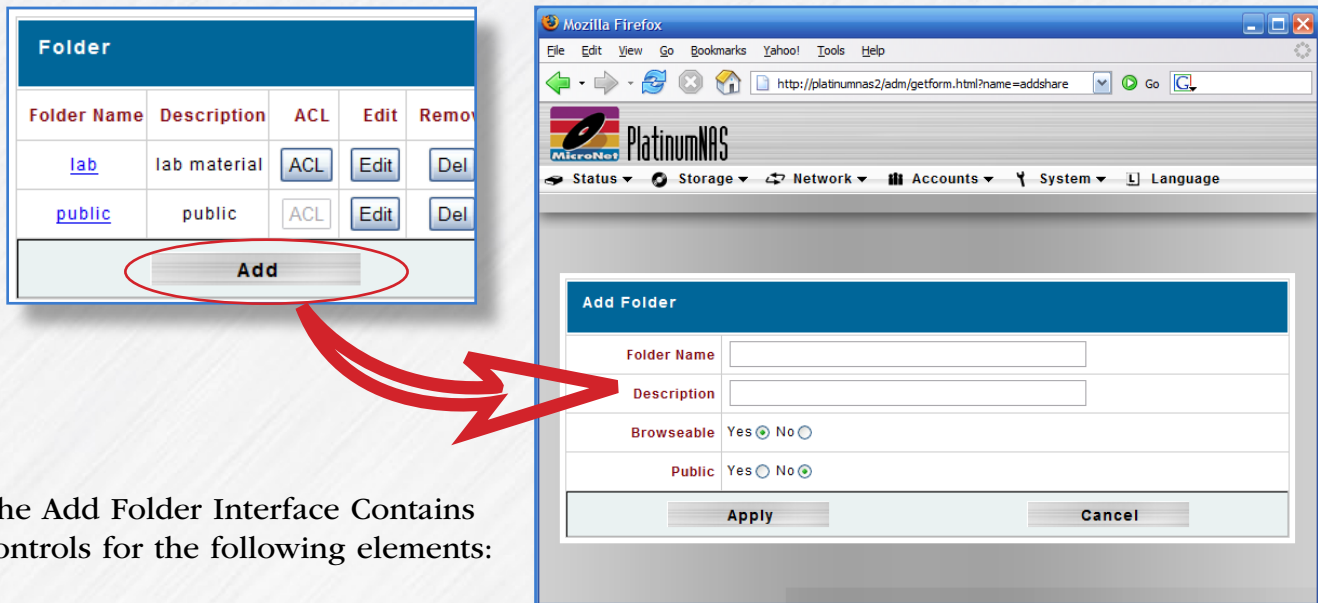 Folder
Folder Name Description ACL Edit Remov
lab lab material ACL Edit Del
public public ACL Edit Del
Add
he Add Folder Interface Contains
ontrols for the following elements:
Mozilla Firefox
File Edit View Go Bookmarks Yahoo! Tools Help
http://platinumnas2/adm/getform.html?name=addshare Go G
MicroNet PlatinumNAS
Status Storage Network Accounts System L Language
Add Folder
Folder Name
Description
Browseable Yes No
Public Yes No
Apply Cancel